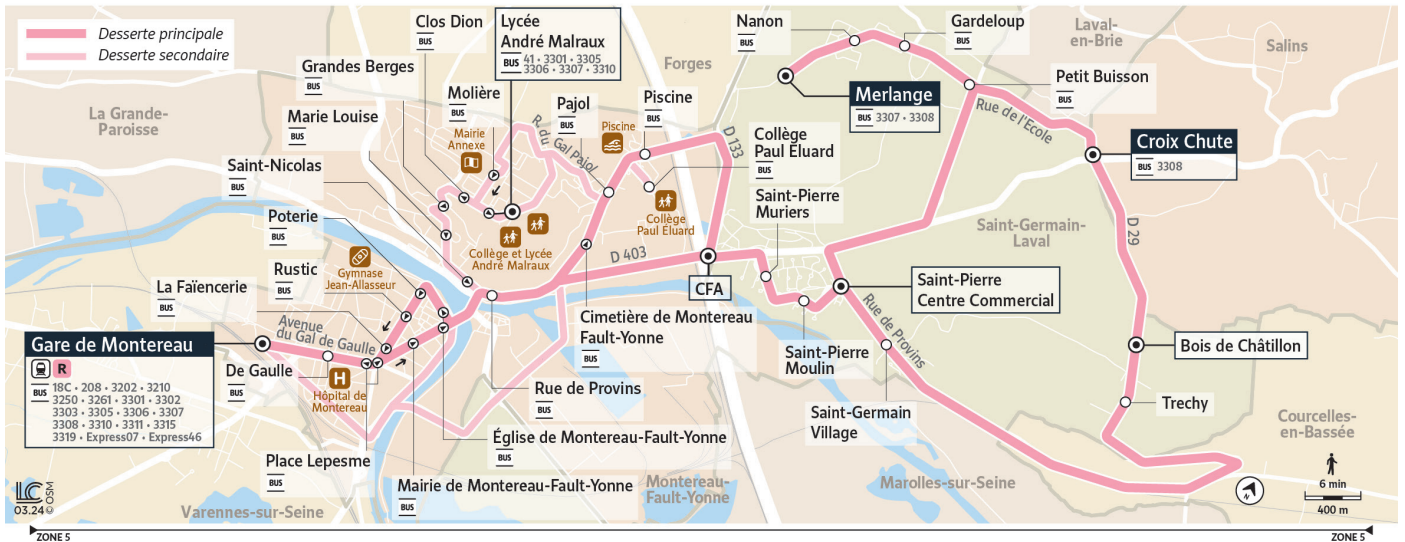 Desserte principale
Desserte secondaire
Clos Dion
BUS
Lycée
André Malraux
BUS 41 • 3301 • 3305
3306 • 3307 • 3310
Nanon
BUS
Gardeloup
BUS
Laval-
en-Brie
Salins
Forges
Grandes Berges
BUS
Molière
BUS
Pajol
BUS
Piscine
BUS
Merlange
BUS 3307 • 3308
Petit Buisson
BUS
Rue de l'Ecole
La Grande-
Paroisse
Marie Louise
BUS
Mairie
Annexe
R. du Gal Pajol
Piscine
D 133
Collège
Paul Eluard
BUS
Croix Chute
BUS 3308
Saint-Nicolas
BUS
Saint-Pierre
Muriers
Poterie
BUS
Collège
Paul Eluard
Saint-Germain-
Laval
D 29
Gymnase
Jean-Allasseur
Collège et Lycée
André Malraux
D 403
Rustic
BUS
CFA
Saint-Pierre
Centre Commercial
La Faïencerie
BUS
Cimetière de Montereau
Fault-Yonne
BUS
Rue de Provins
Avenue
du Gal de Gaulle
Gare de Montereau
R
BUS 18C • 208 • 3202 • 3210
3250 • 3261 • 3301 • 3302
3303 • 3305 • 3306 • 3307
3308 • 3310 • 3311 • 3315
3319 • Express07 • Express46
De Gaulle
BUS
H
Hôpital de
Montereau
Saint-Pierre
Moulin
Bois de Châtillon
Rue de Provins
BUS
Saint-Germain
Village
Trechy
Courcelles-
en-Bassée
Église de Montereau-Fault-Yonne
BUS
Place Lepesme
BUS
Mairie de Montereau-Fault-Yonne
BUS
Montereau-
Fault-Yonne
Marolles-sur-Seine
Varennes-sur-Seine
LC
03.24 © OSM
N
6 min
400 m
ZONE 5
ZONE 5